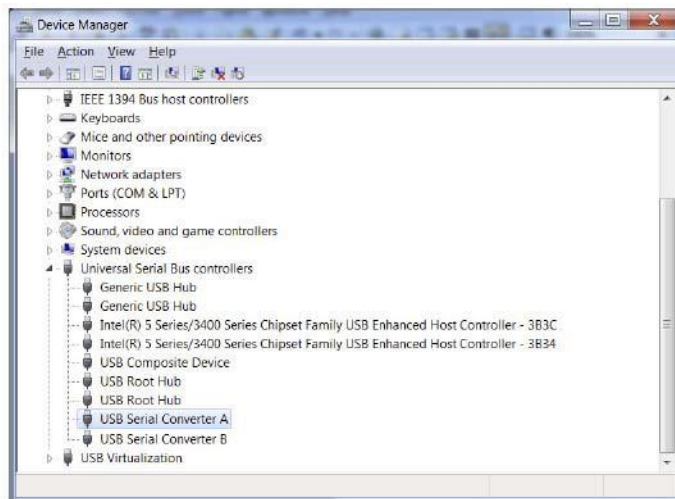 Device Manager
File Action View Help
IEEE 1394 Bus host controllers
Keyboards
Mice and other pointing devices
Monitors
Network adapters
Ports (COM & LPT)
Processors
Sound, video and game controllers
System devices
Universal Serial Bus controllers
Generic USB Hub
Generic USB Hub
Intel(R) 5 Series/3400 Series Chipset Family USB Enhanced Host Controller - 3B3C
Intel(R) 5 Series/3400 Series Chipset Family USB Enhanced Host Controller - 3B34
USB Composite Device
USB Root Hub
USB Root Hub
USB Serial Converter A
USB Serial Converter B
USB Virtualization